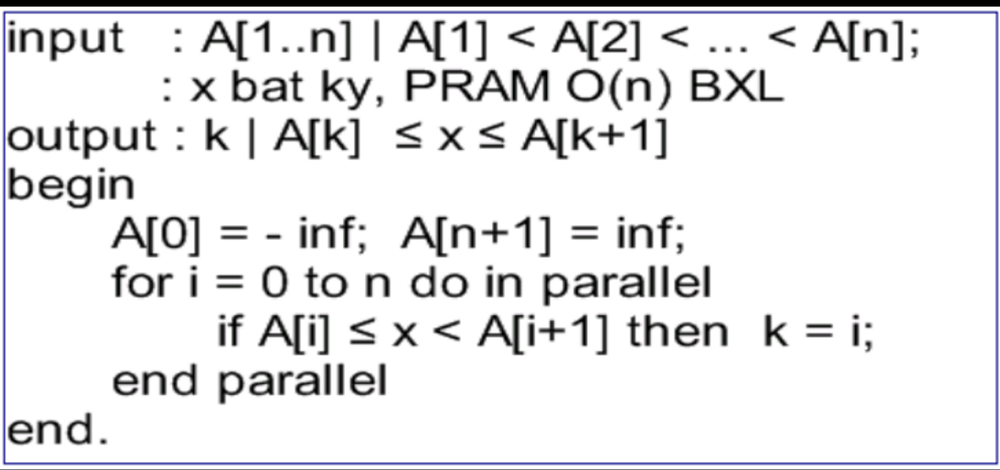 input : A[1..n] | A[1] < A[2] < ... < A[n];
: x bat ky, PRAM O(n) BXL
output : k | A[k] ≤ x ≤ A[k+1]
begin
A[0] = - inf; A[n+1] = inf;
for i = 0 to n do in parallel
if A[i] ≤ x < A[i+1] then k = i;
end parallel
end.